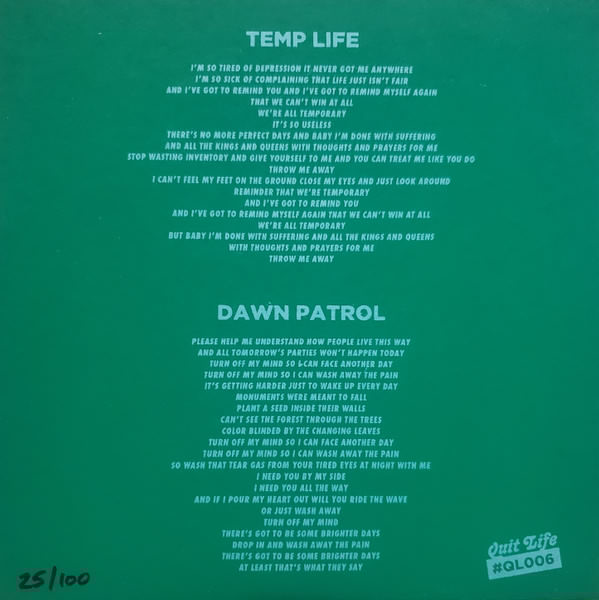 TEMP LIFE
I'M SO TIRED OF DEPRESSION IT NEVER GOT ME ANYWHERE
I'M SO SICK OF COMPLAINING THAT LIFE JUST ISN'T FAIR
AND I'VE GOT TO REMIND YOU AND I'VE GOT TO REMIND MYSELF AGAIN
THAT WE CAN'T WIN AT ALL
WE'RE ALL TEMPORARY
IT'S SO USELESS
THERE'S NO MORE PERFECT DAYS AND BABY I'M DONE WITH SUFFERING
AND ALL THE KINGS AND QUEENS WITH THOUGHTS AND PRAYERS FOR ME
STOP WASTING INVENTORY AND GIVE YOURSELF TO ME AND YOU CAN TREAT ME LIKE YOU DO
THROW ME AWAY
I CAN'T FEEL MY FEET ON THE GROUND CLOSE MY EYES AND JUST LOOK AROUND
REMINDER THAT WE'RE TEMPORARY
AND I'VE GOT TO REMIND YOU
AND I'VE GOT TO REMIND MYSELF AGAIN THAT WE CAN'T WIN AT ALL
WE'RE ALL TEMPORARY
BUT BABY I'M DONE WITH SUFFERING AND ALL THE KINGS AND QUEENS
WITH THOUGHTS AND PRAYERS FOR ME
THROW ME AWAY
DAWN PATROL
PLEASE HELP ME UNDERSTAND HOW PEOPLE LIVE THIS WAY
AND ALL TOMORROW'S PARTIES WON'T HAPPEN TODAY
TURN OFF MY MIND SO I CAN FACE ANOTHER DAY
TURN OFF MY MIND SO I CAN WASH AWAY THE PAIN
IT'S GETTING HARDER JUST TO WAKE UP EVERY DAY
MONUMENTS WERE MEANT TO FALL
PLANT A SEED INSIDE THEIR WALLS
CAN'T SEE THE FOREST THROUGH THE TREES
COLOR BLINDED BY THE CHANGING LEAVES
TURN OFF MY MIND SO I CAN FACE ANOTHER DAY
TURN OFF MY MIND SO I CAN WASH AWAY THE PAIN
SO WASH THAT TEAR GAS FROM YOUR TIRED EYES AT NIGHT WITH ME
I NEED YOU BY MY SIDE
I NEED YOU ALL THE WAY
AND IF I POUR MY HEART OUT WILL YOU RIDE THE WAVE
OR JUST WASH AWAY
TURN OFF MY MIND
THERE'S GOT TO BE SOME BRIGHTER DAYS
DROP IN AND WASH AWAY THE PAIN
THERE'S GOT TO BE SOME BRIGHTER DAYS
AT LEAST THAT'S WHAT THEY SAY
Quit Life
#QL006
25/100